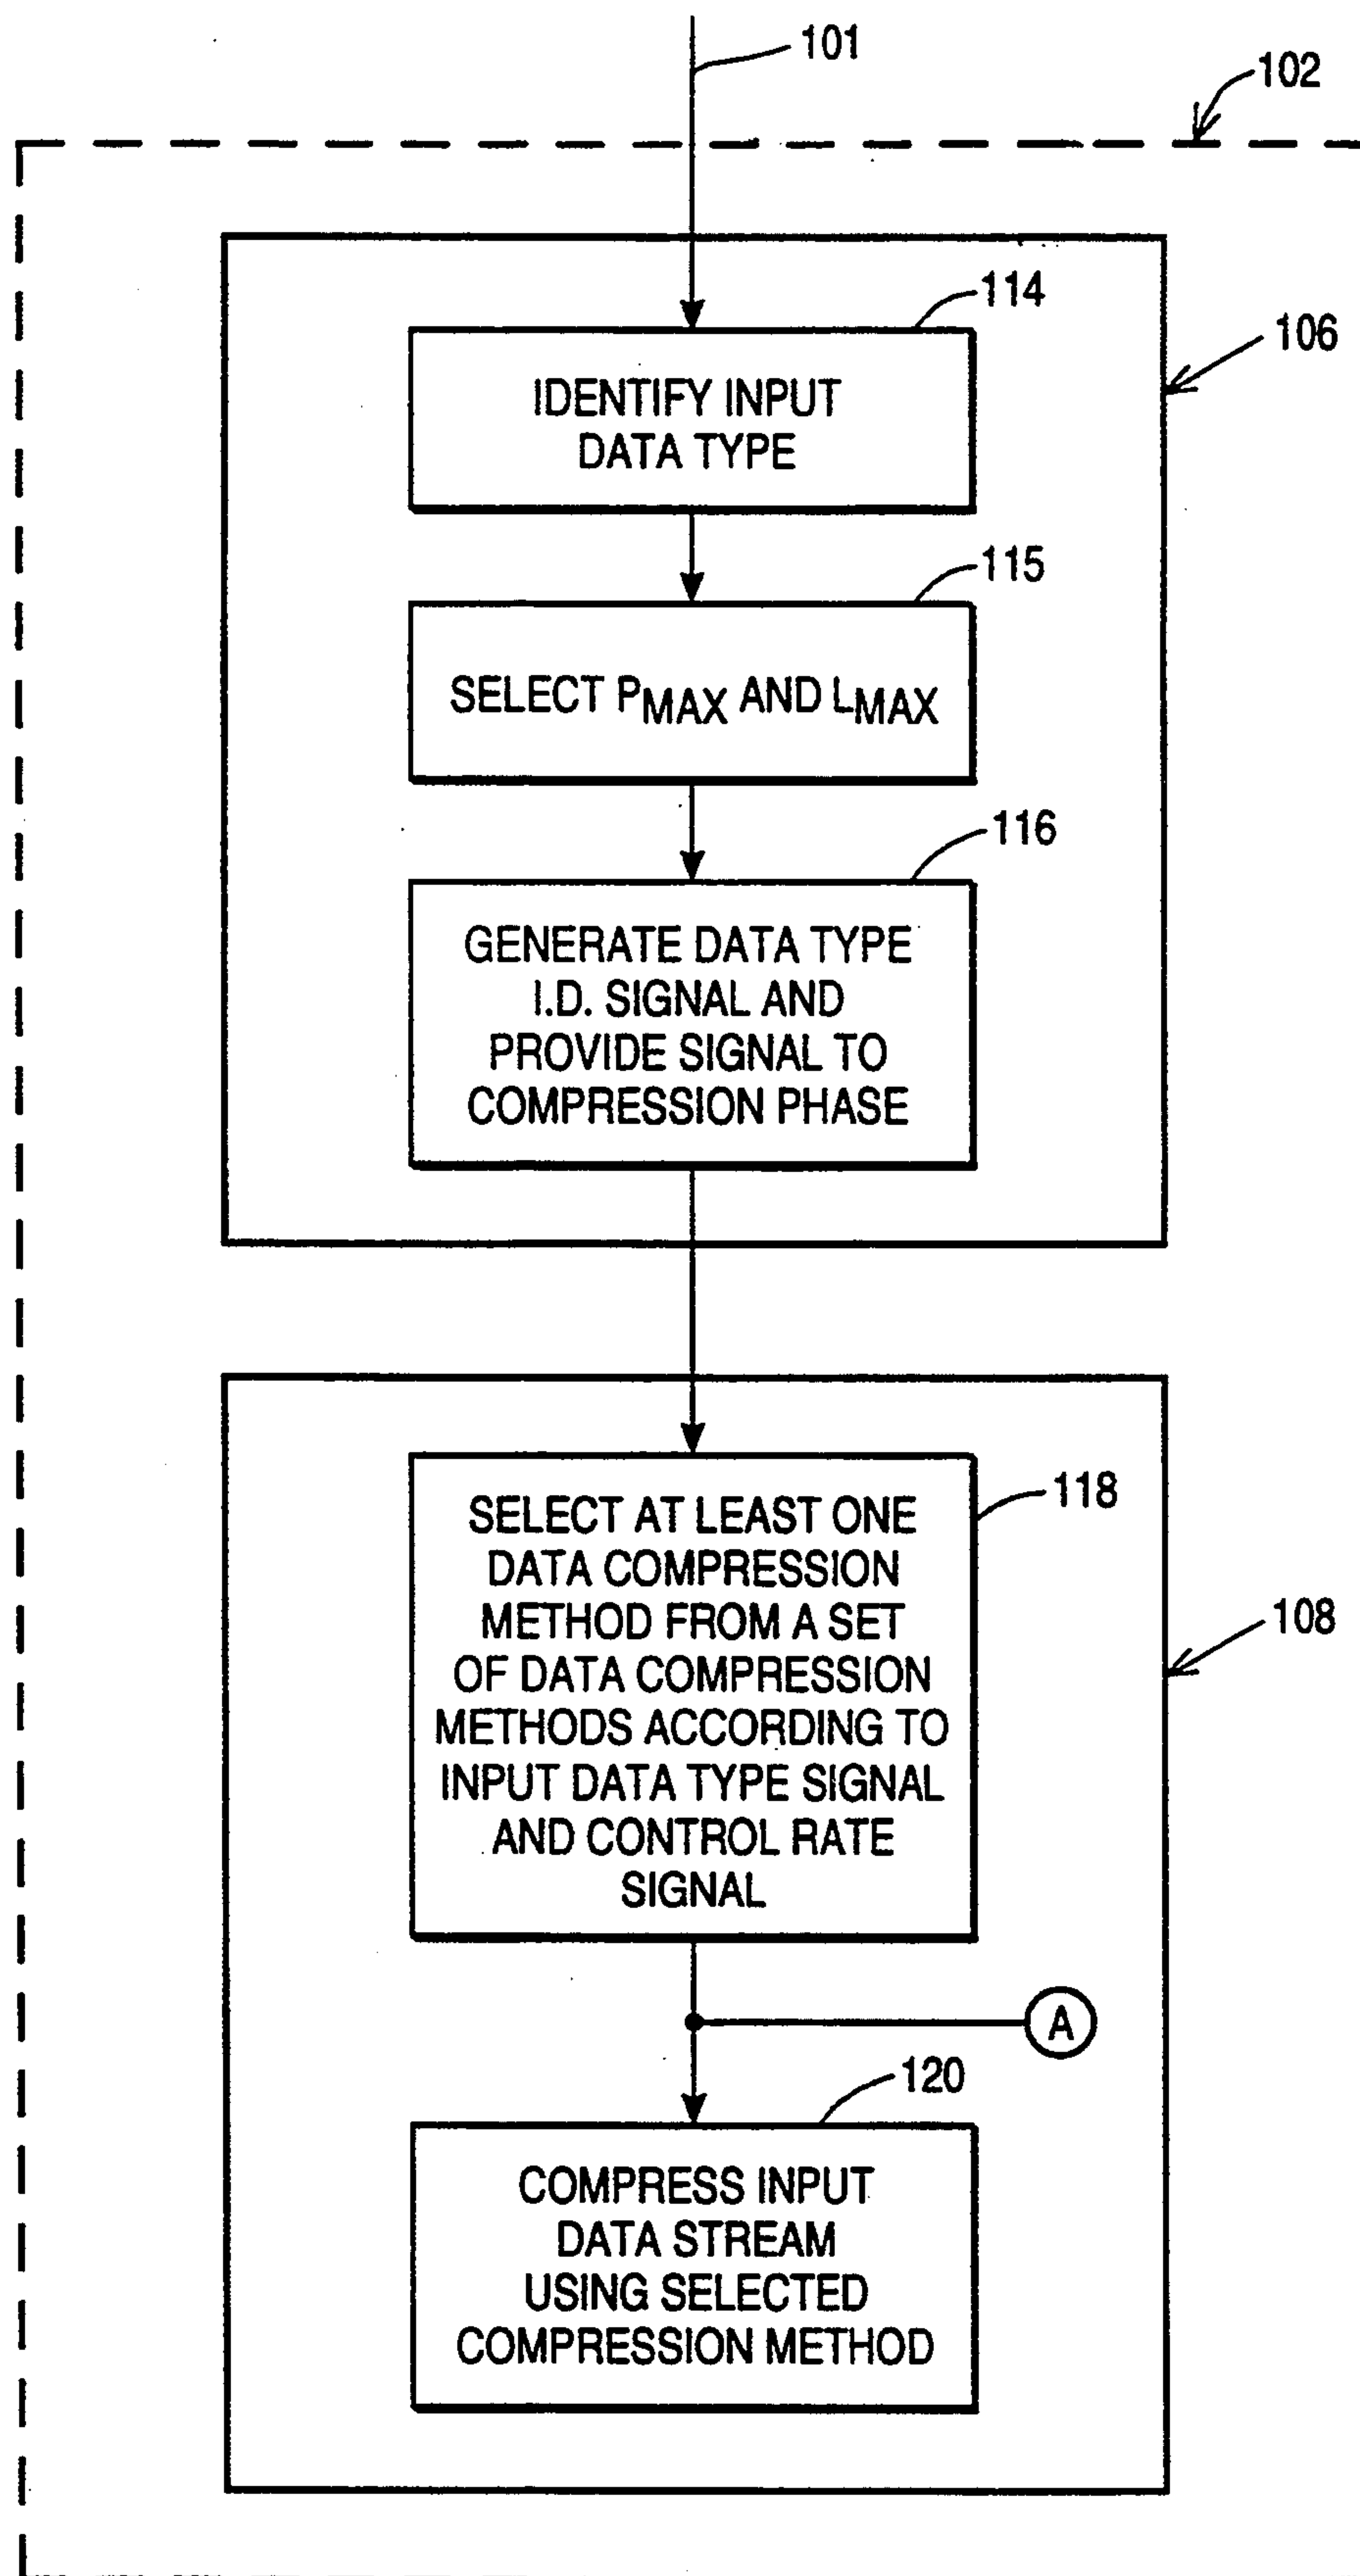 101
102
114
106
IDENTIFY INPUT
DATA TYPE
115
SELECT PMAX AND LMAX
116
GENERATE DATA TYPE
I.D. SIGNAL AND
PROVIDE SIGNAL TO
COMPRESSION PHASE
118
SELECT AT LEAST ONE
DATA COMPRESSION
METHOD FROM A SET
OF DATA COMPRESSION
METHODS ACCORDING TO
INPUT DATA TYPE SIGNAL
AND CONTROL RATE
SIGNAL
108
A
120
COMPRESS INPUT
DATA STREAM
USING SELECTED
COMPRESSION METHOD